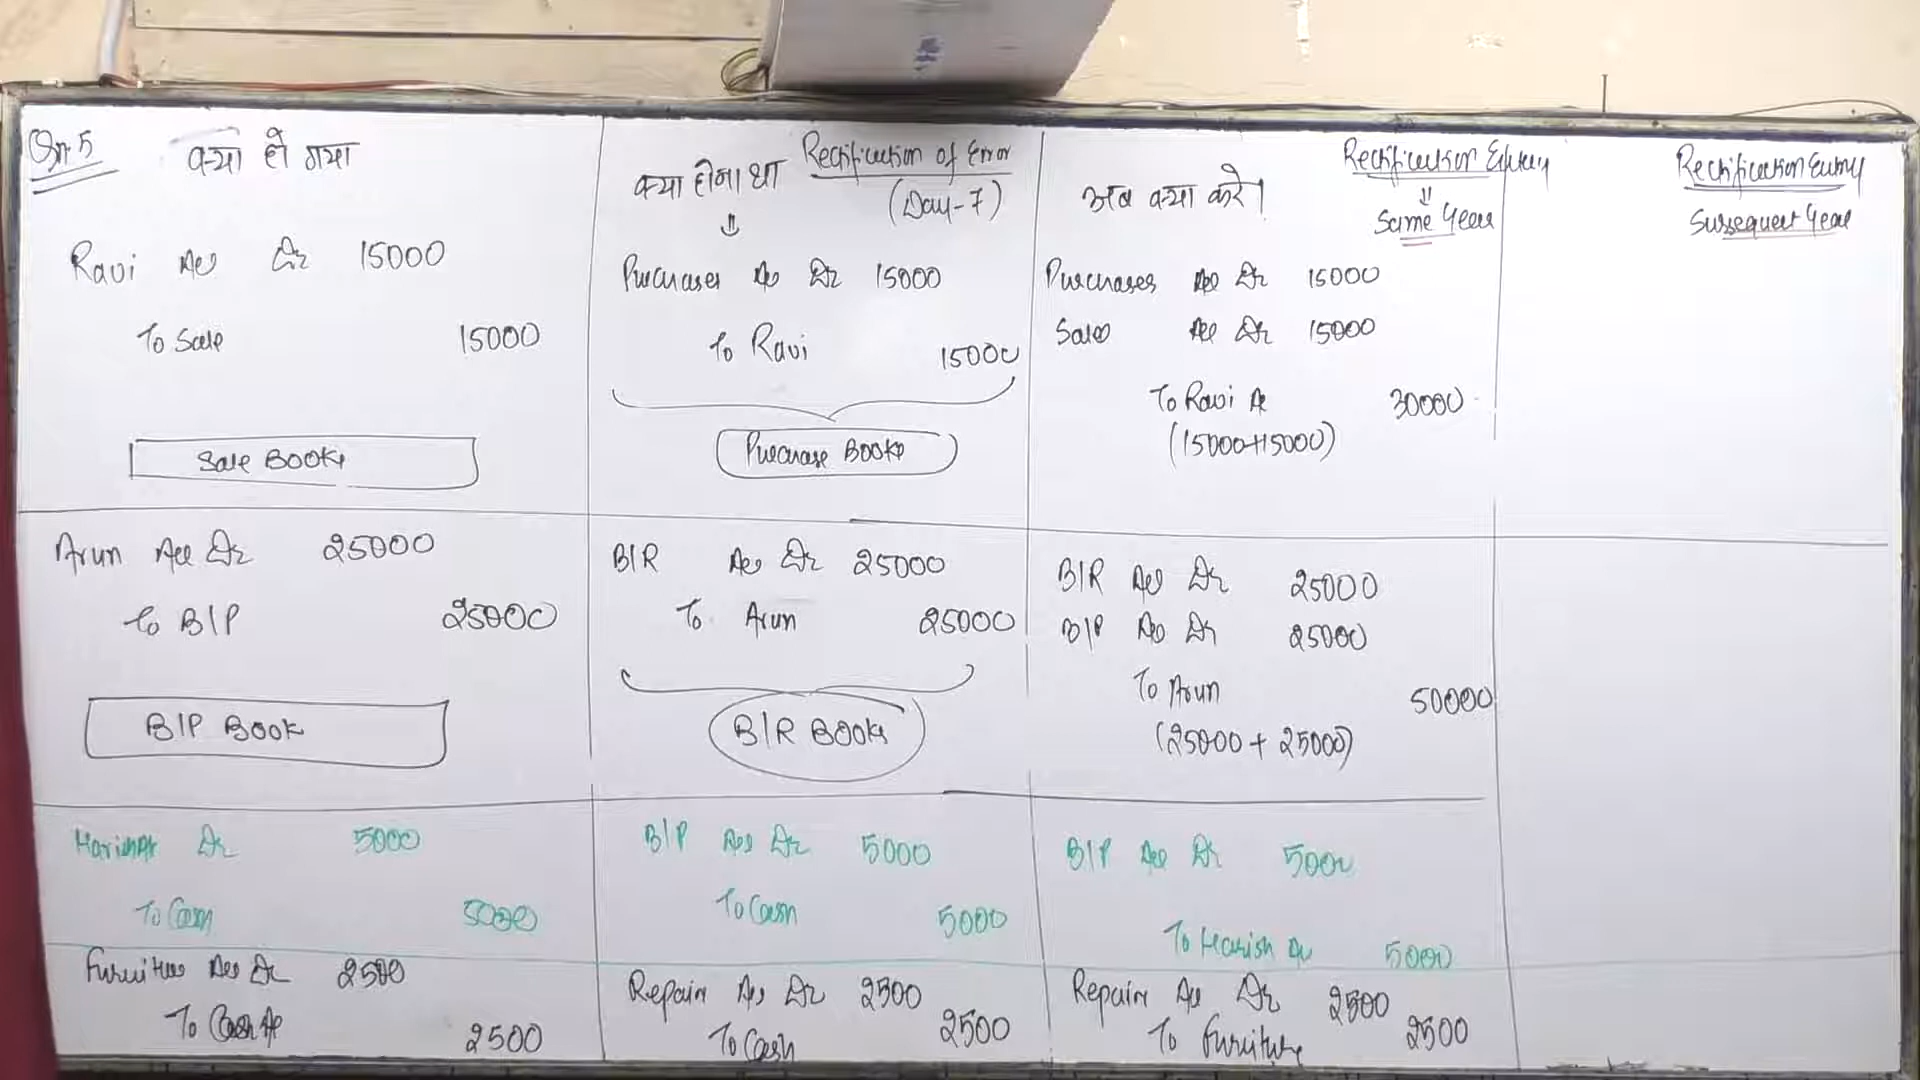 Qn. 5
क्या हो गया
Ravi A/c Dr 15000
To Sale 15000
Sale Book
क्या होना था
Rectification of Error
(Day-7)
⇓
Purchases A/c Dr 15000
To Ravi 15000
Purchase Book
अब क्या करे।
Rectification Entry
⇓
Same Year
Purchases A/c Dr 15000
Sales A/c Dr 15000
To Ravi A/c 30000
(15000+15000)
Rectification Entry
Sussequent Year
Arun A/c Dr 25000
To B/P 25000
B/P Book
B/R A/c Dr 25000
To Arun 25000
B/R Book
B/R A/c Dr 25000
B/P A/c Dr 25000
To Arun 50000
(25000 + 25000)
Dr 5000
To Cash 5000
B/P A/c Dr 5000
To Cash 5000
B/P A/c Dr 5000
To Harish A/c 5000
Furniture A/c Dr 2500
To Cash A/c 2500
Repair A/c Dr 2500
To Cash 2500
Repair A/c Dr 2500
To Furniture 2500